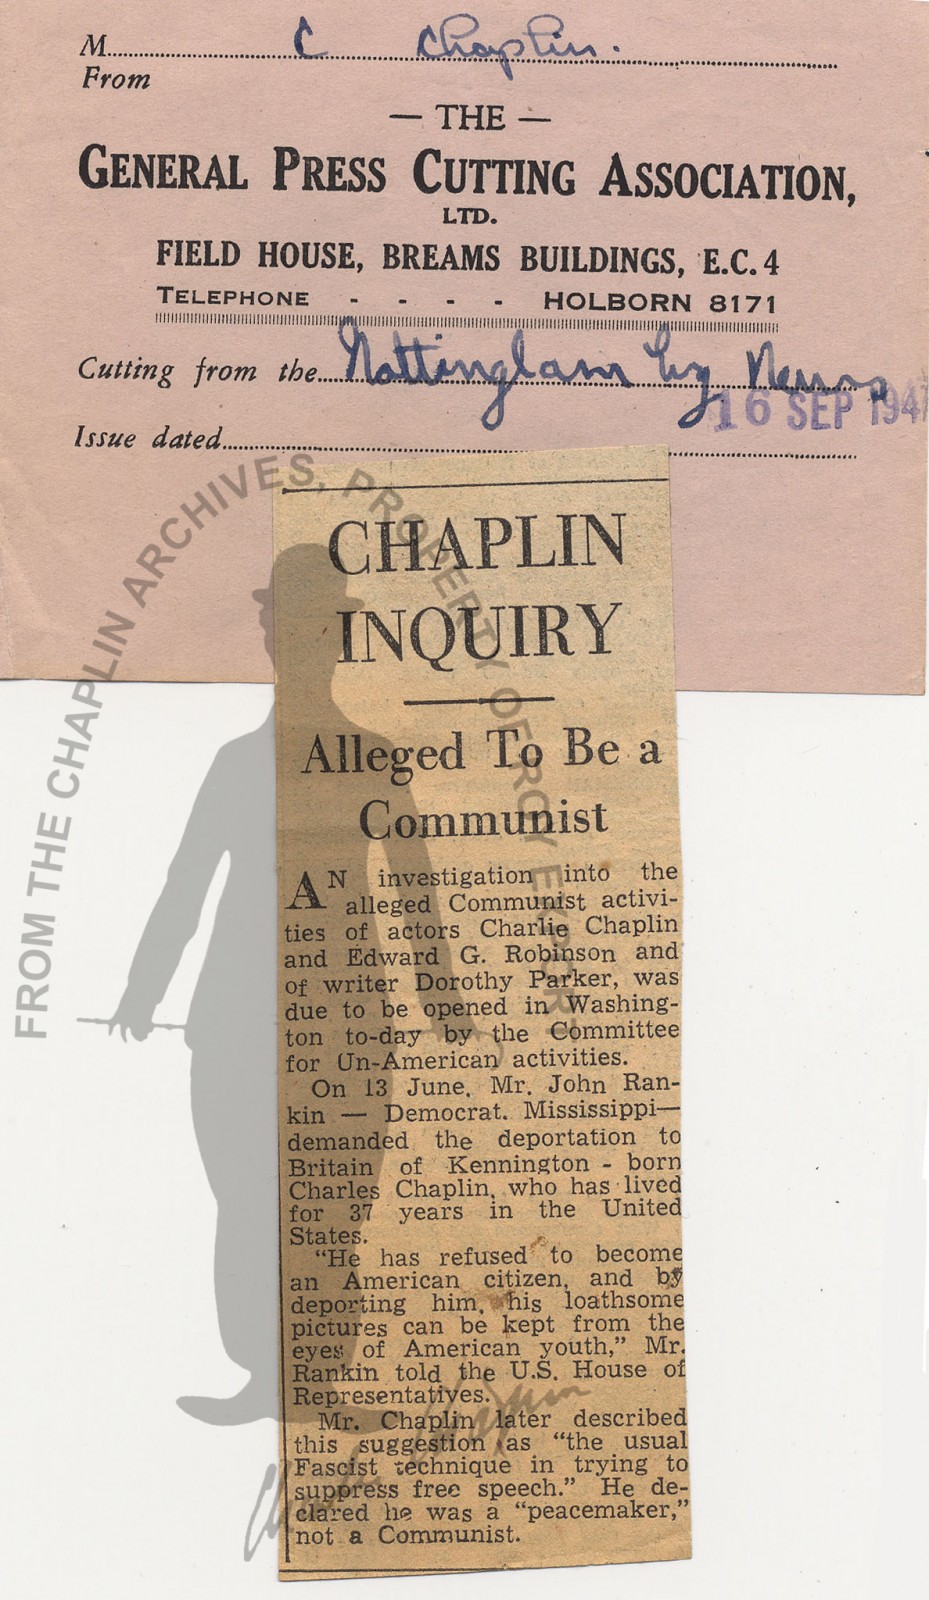 M C Chaplin.
From
— THE —
GENERAL PRESS CUTTING ASSOCIATION,
LTD.
FIELD HOUSE, BREAMS BUILDINGS, E.C.4
TELEPHONE - - - - HOLBORN 8171
Cutting from the Nottingham Evg News
16 SEP 1947
Issue dated
FROM THE CHAPLIN ARCHIVES, PROPERTY OF ROY EXPORT
CHAPLIN
INQUIRY
Alleged To Be a
Communist
AN investigation into the
alleged Communist activi-
ties of actors Charlie Chaplin
and Edward G. Robinson and
of writer Dorothy Parker, was
due to be opened in Washing-
ton to-day by the Committee
for Un-American activities.
On 13 June, Mr. John Ran-
kin — Democrat. Mississippi—
demanded the deportation to
Britain of Kennington - born
Charles Chaplin, who has lived
for 37 years in the United
States.
"He has refused to become
an American citizen, and by
deporting him, his loathsome
pictures can be kept from the
eyes of American youth," Mr.
Rankin told the U.S. House of
Representatives.
Mr. Chaplin later described
this suggestion as "the usual
Fascist technique in trying to
suppress free speech." He de-
clared he was a "peacemaker,"
not a Communist.
Charles Chaplin